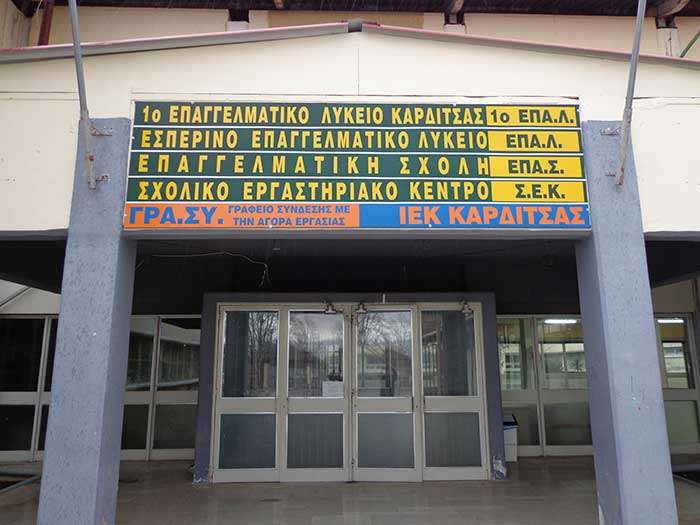 1ο ΕΠΑΓΓΕΛΜΑΤΙΚΟ ΛΥΚΕΙΟ ΚΑΡΔΙΤΣΑΣ 1ο ΕΠΑ.Λ.
ΕΣΠΕΡΙΝΟ ΕΠΑΓΓΕΛΜΑΤΙΚΟ ΛΥΚΕΙΟ ΕΠΑ.Λ.
ΕΠΑΓΓΕΛΜΑΤΙΚΗ ΣΧΟΛΗ ΕΠΑ.Σ.
ΣΧΟΛΙΚΟ ΕΡΓΑΣΤΗΡΙΑΚΟ ΚΕΝΤΡΟ Σ.Ε.Κ.
ΓΡΑ.ΣΥ. ΓΡΑΦΕΙΟ ΣΥΝΔΕΣΗΣ ΜΕ
ΤΗΝ ΑΓΟΡΑ ΕΡΓΑΣΙΑΣ
ΙΕΚ ΚΑΡΔΙΤΣΑΣ